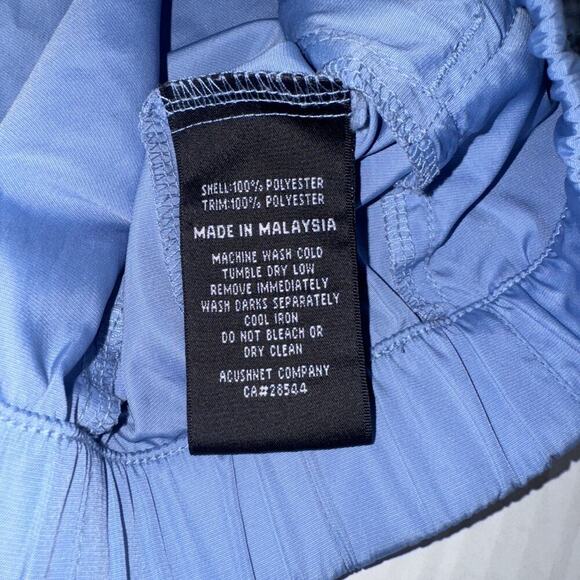 SHELL:100% POLYESTER
TRIM:100% POLYESTER
MADE IN MALAYSIA
MACHINE WASH COLD
TUMBLE DRY LOW
REMOVE IMMEDIATELY
WASH DARKS SEPARATELY
COOL IRON
DO NOT BLEACH OR
DRY CLEAN
ACUSHNET COMPANY
CA#28544